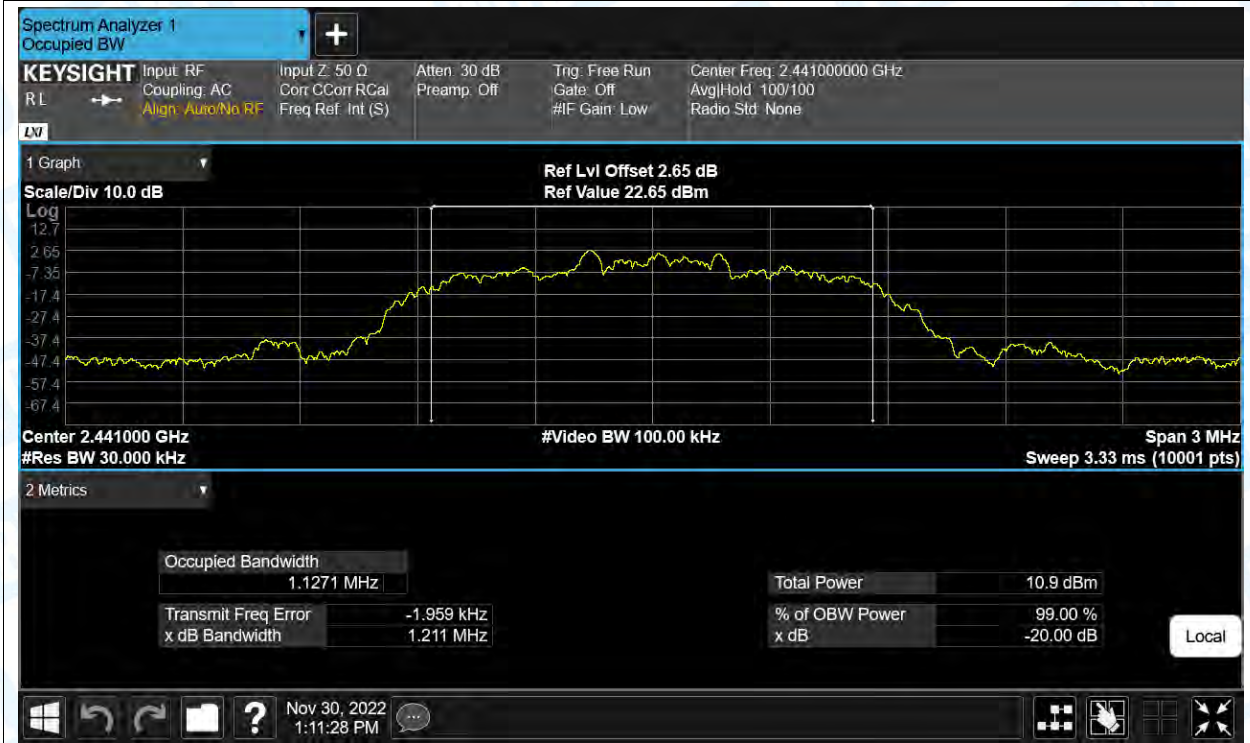 Spectrum Analyzer 1
Occupied BW
+
KEYSIGHT
R L
LXI
Input: RF
Coupling: AC
Align: Auto/No RF
Input Z: 50 Ω
Corr CCorr RCal
Freq Ref: Int (S)
Atten: 30 dB
Preamp: Off
Trig: Free Run
Gate: Off
#IF Gain: Low
Center Freq: 2.441000000 GHz
Avg|Hold: 100/100
Radio Std: None
1 Graph
Scale/Div 10.0 dB
Ref Lvl Offset 2.65 dB
Ref Value 22.65 dBm
Log
12.7
2.65
-7.35
-17.4
-27.4
-37.4
-47.4
-57.4
-67.4
Center 2.441000 GHz
#Res BW 30.000 kHz
#Video BW 100.00 kHz
Span 3 MHz
Sweep 3.33 ms (10001 pts)
2 Metrics
Occupied Bandwidth
1.1271 MHz
Transmit Freq Error -1.959 kHz
x dB Bandwidth 1.211 MHz
Total Power 10.9 dBm
% of OBW Power 99.00 %
x dB -20.00 dB
Local
?
Nov 30, 2022
1:11:28 PM